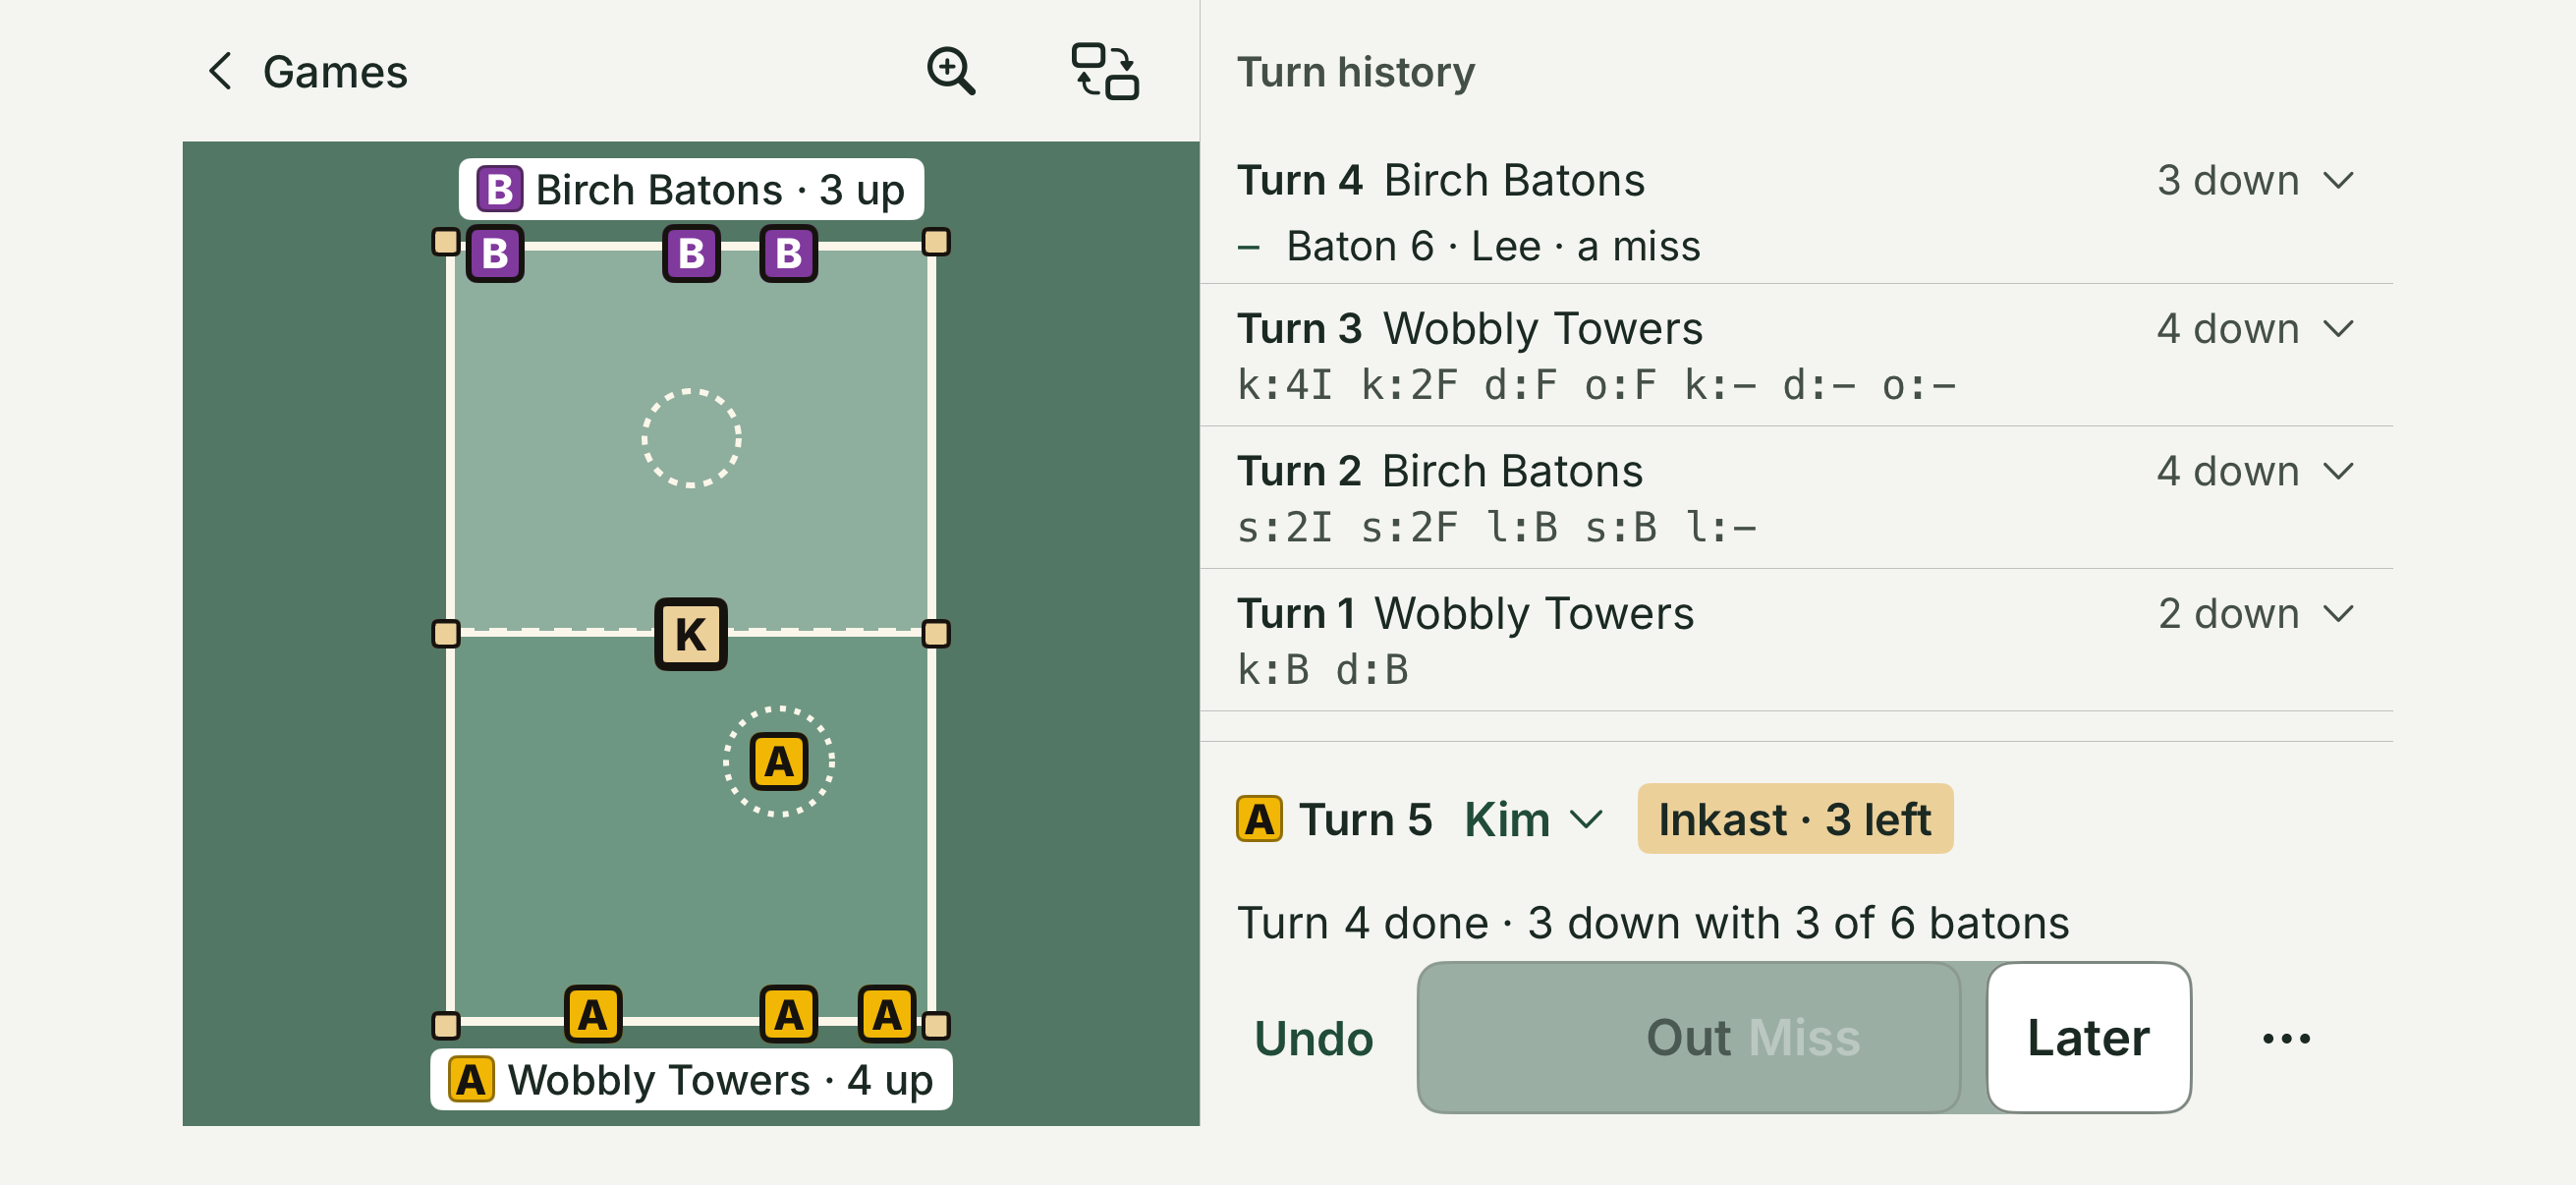 Games
B Birch Batons · 3 up
B B B
K
A
A A A
A Wobbly Towers · 4 up
Turn history
Turn 4 Birch Batons 3 down
– Baton 6 · Lee · a miss
Turn 3 Wobbly Towers 4 down
k:4I k:2F d:F o:F k:– d:– o:–
Turn 2 Birch Batons 4 down
s:2I s:2F l:B s:B l:–
Turn 1 Wobbly Towers 2 down
k:B d:B
A Turn 5 Kim Inkast · 3 left
Turn 4 done · 3 down with 3 of 6 batons
Undo Out Miss Later